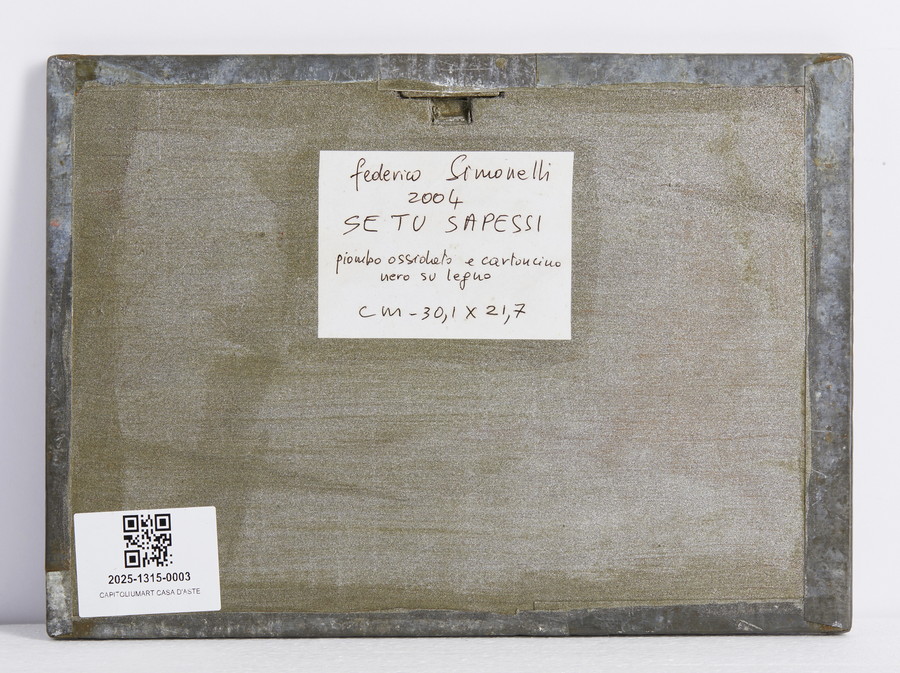 federico Simonelli
2004
SE TU SAPESSI
piombo ossidato e cartoncino
nero su legno
CM-30,1 X 21,7
2025-1315-0003
CAPITOLIUMART CASA D'ASTE